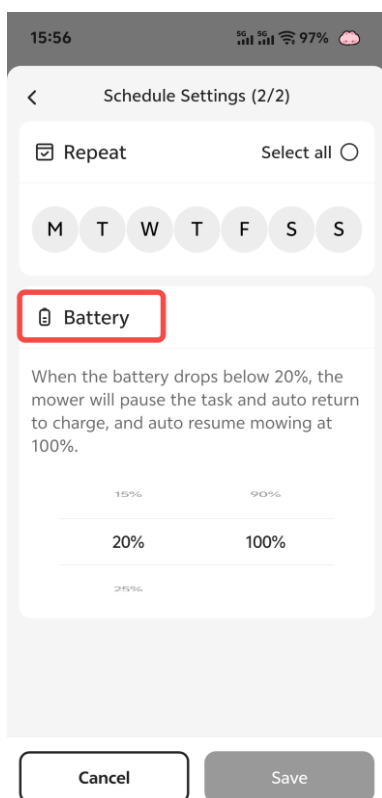 15:56 5G 5G 97%
Schedule Settings (2/2)
Repeat Select all
M T W T F S S
Battery
When the battery drops below 20%, the
mower will pause the task and auto return
to charge, and auto resume mowing at
100%.
15% 90%
20% 100%
25%
Cancel Save